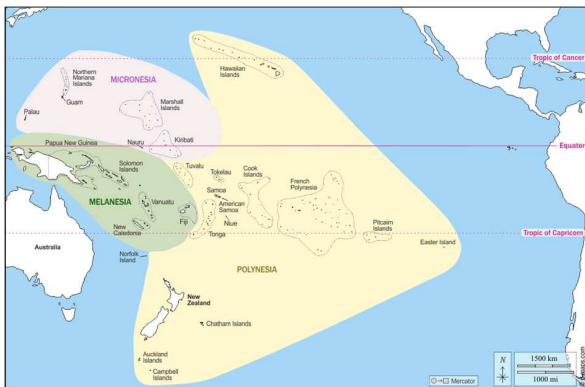 Tropic of Cancer
Hawaiian
Islands
Northern
Mariana
Islands
MICRONESIA
Guam
Palau
Marshall
Islands
Papua New Guinea
Nauru
Kiribati
Equator
Solomon
Islands
Tuvalu
Tokelau
Cook
Islands
French
Polynesia
Samoa
American
Samoa
MELANESIA
Vanuatu
Fiji
Niue
New
Caledonia
Tonga
Pitcairn
Islands
Tropic of Capricorn
Easter Island
Australia
Norfolk
Island
POLYNESIA
New
Zealand
Chatham Islands
Auckland
Islands
Campbell
Islands
Mercator
N
1500 km
1000 mi